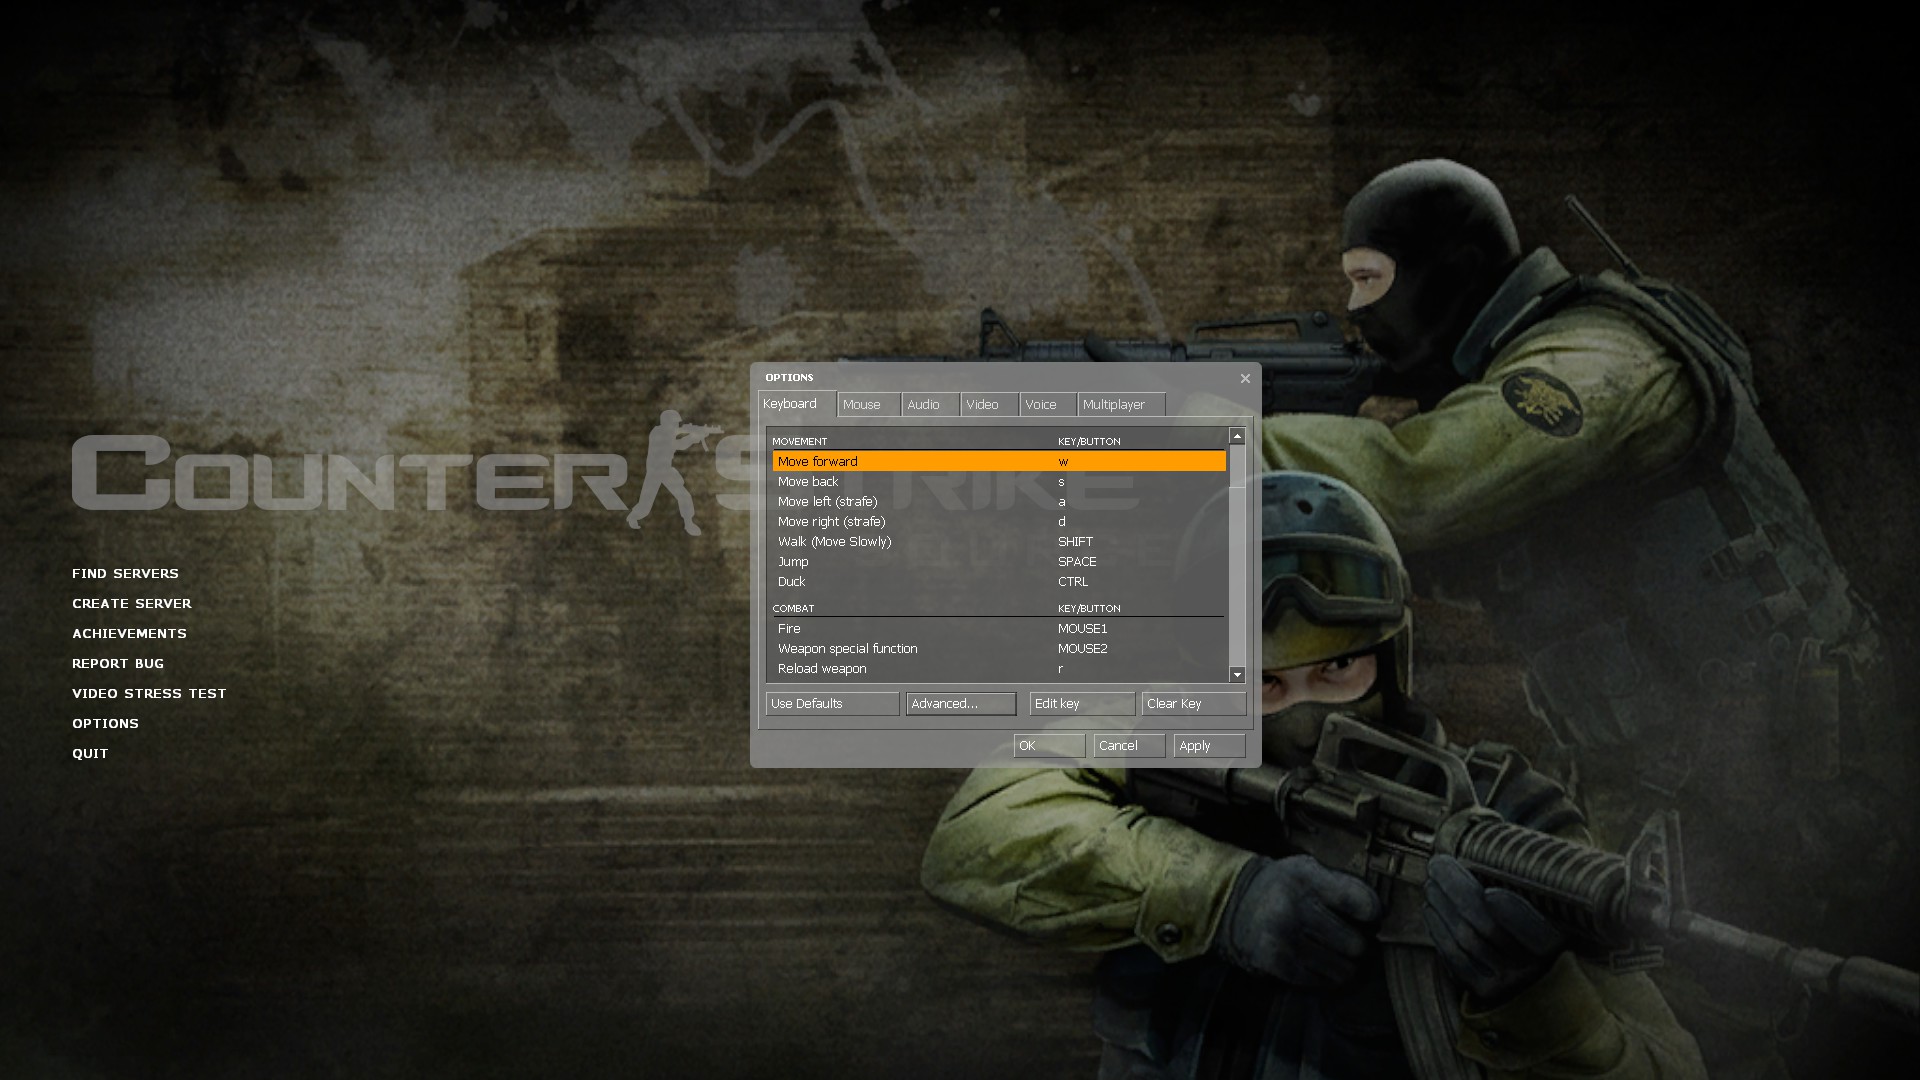 OPTIONS
Keyboard Mouse Audio Video Voice Multiplayer
MOVEMENT KEY/BUTTON
Move forward w
Move back s
Move left (strafe) a
Move right (strafe) d
Walk (Move Slowly) SHIFT
Jump SPACE
Duck CTRL
COMBAT KEY/BUTTON
Fire MOUSE1
Weapon special function MOUSE2
Reload weapon r
Use Defaults Advanced... Edit key Clear Key
OK Cancel Apply
COUNTER STRIKE
FIND SERVERS
CREATE SERVER
ACHIEVEMENTS
REPORT BUG
VIDEO STRESS TEST
OPTIONS
QUIT